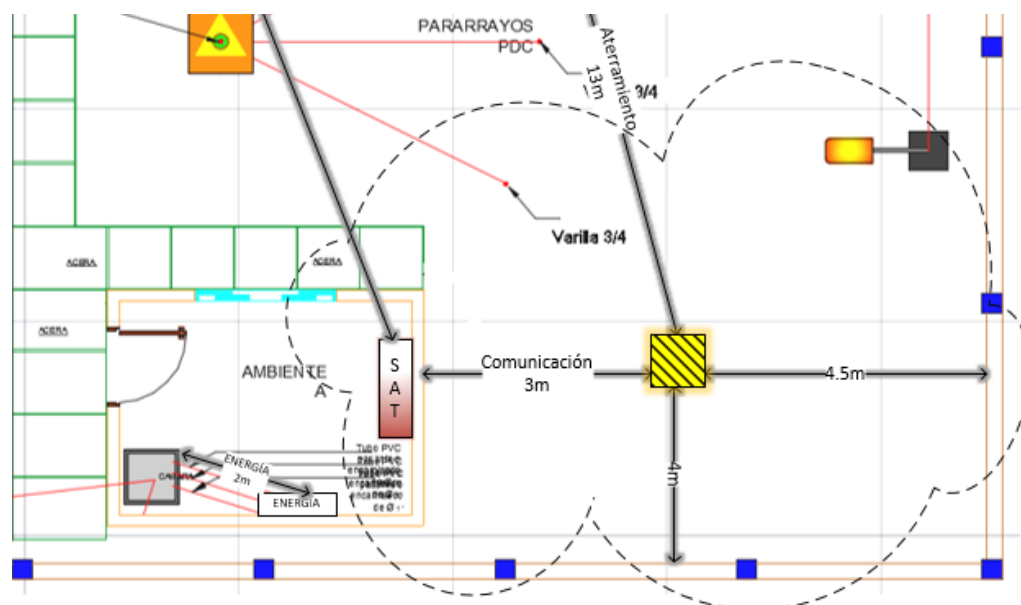 PARARRAYOS
PDC
Aterramiento
13m
3/4
Varilla 3/4
ACERA
ACERA
ACERA
AMBIENTE
A
S
A
T
Comunicación
3m
4.5m
4m
ENERGÍA
2m
ENERGÍA
Tubo PVC
de Ø